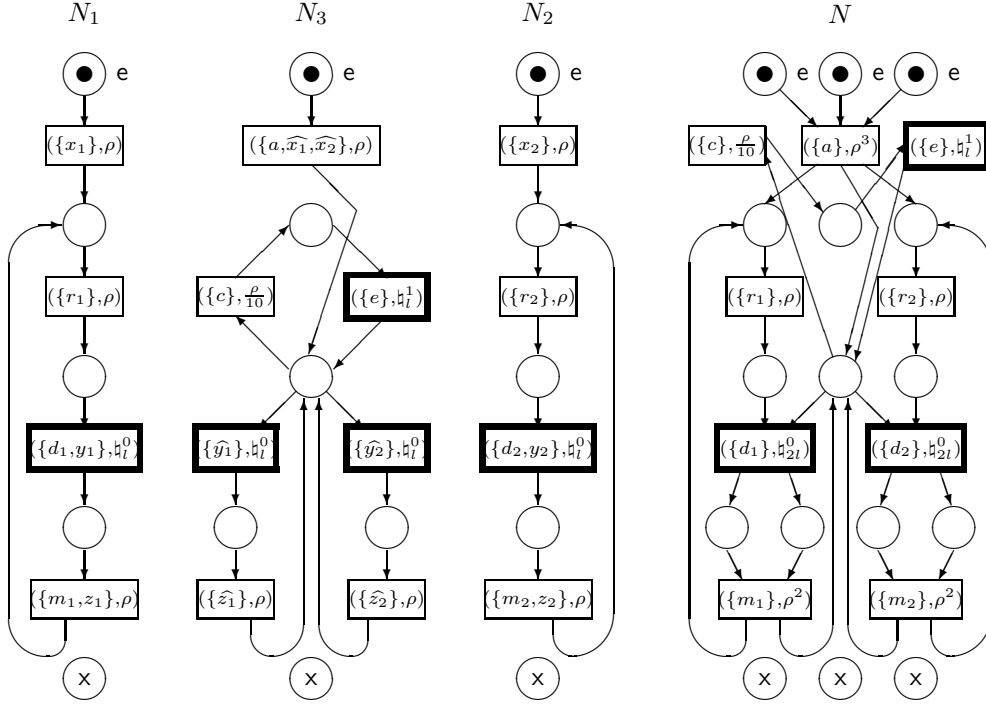 N₁ N₃ N₂ N
e e e e e e
({x₁},ρ) ({a,x̂₁,x̂₂},ρ) ({x₂},ρ) ({c},ρ/10) ({a},ρ³) ({e},♮ₗ¹)
({r₁},ρ) ({c},ρ/10) ({e},♮ₗ¹) ({r₂},ρ) ({r₁},ρ) ({r₂},ρ)
({d₁,y₁},♮ₗ⁰) ({ŷ₁},♮ₗ⁰) ({ŷ₂},♮ₗ⁰) ({d₂,y₂},♮ₗ⁰) ({d₁},♮₂ₗ⁰) ({d₂},♮₂ₗ⁰)
({m₁,z₁},ρ) ({ẑ₁},ρ) ({ẑ₂},ρ) ({m₂,z₂},ρ) ({m₁},ρ²) ({m₂},ρ²)
x x x x x x